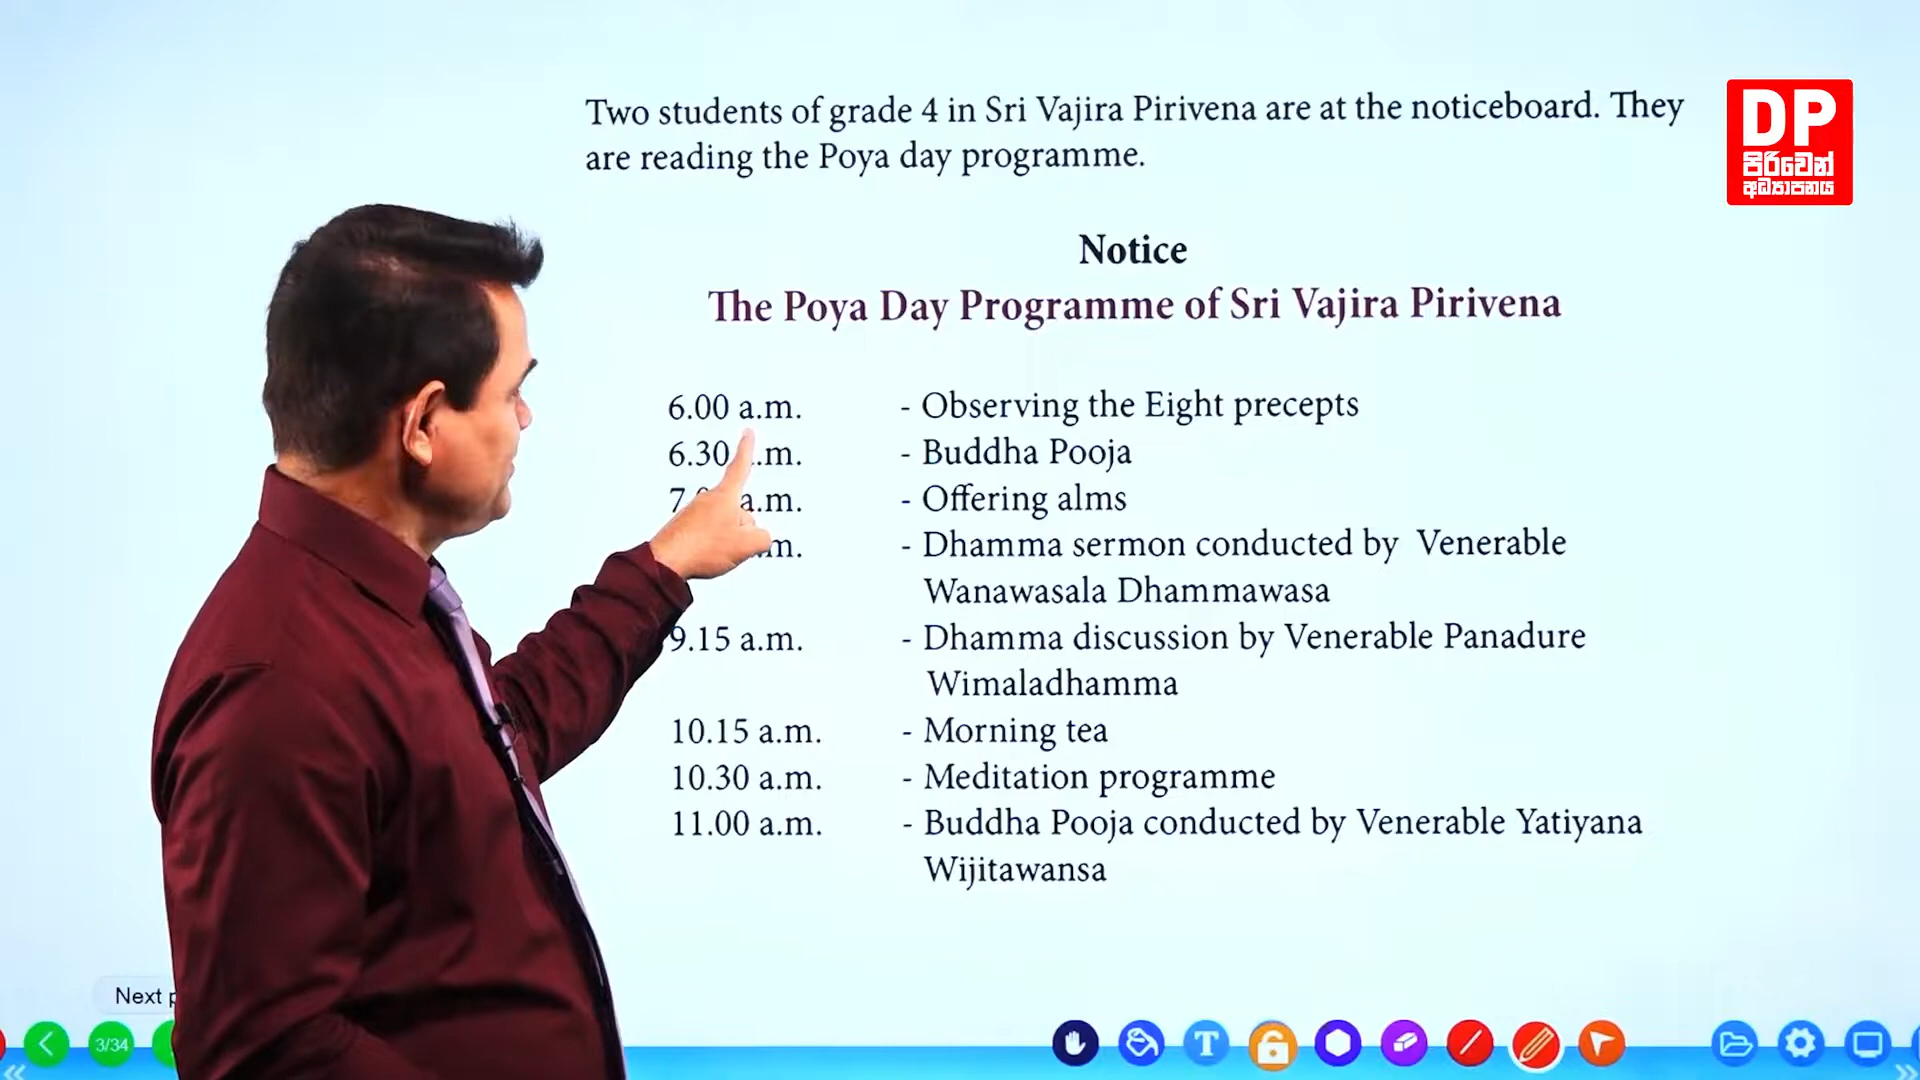 Two students of grade 4 in Sri Vajira Pirivena are at the noticeboard. They
are reading the Poya day programme.
DP
පිරිවෙන්
අධ්‍යාපනය
Notice
The Poya Day Programme of Sri Vajira Pirivena
6.00 a.m. - Observing the Eight precepts
6.30 .m. - Buddha Pooja
a.m. - Offering alms
- Dhamma sermon conducted by Venerable
Wanawasala Dhammawasa
9.15 a.m. - Dhamma discussion by Venerable Panadure
Wimaladhamma
10.15 a.m. - Morning tea
10.30 a.m. - Meditation programme
11.00 a.m. - Buddha Pooja conducted by Venerable Yatiyana
Wijitawansa
Next
3/34
T